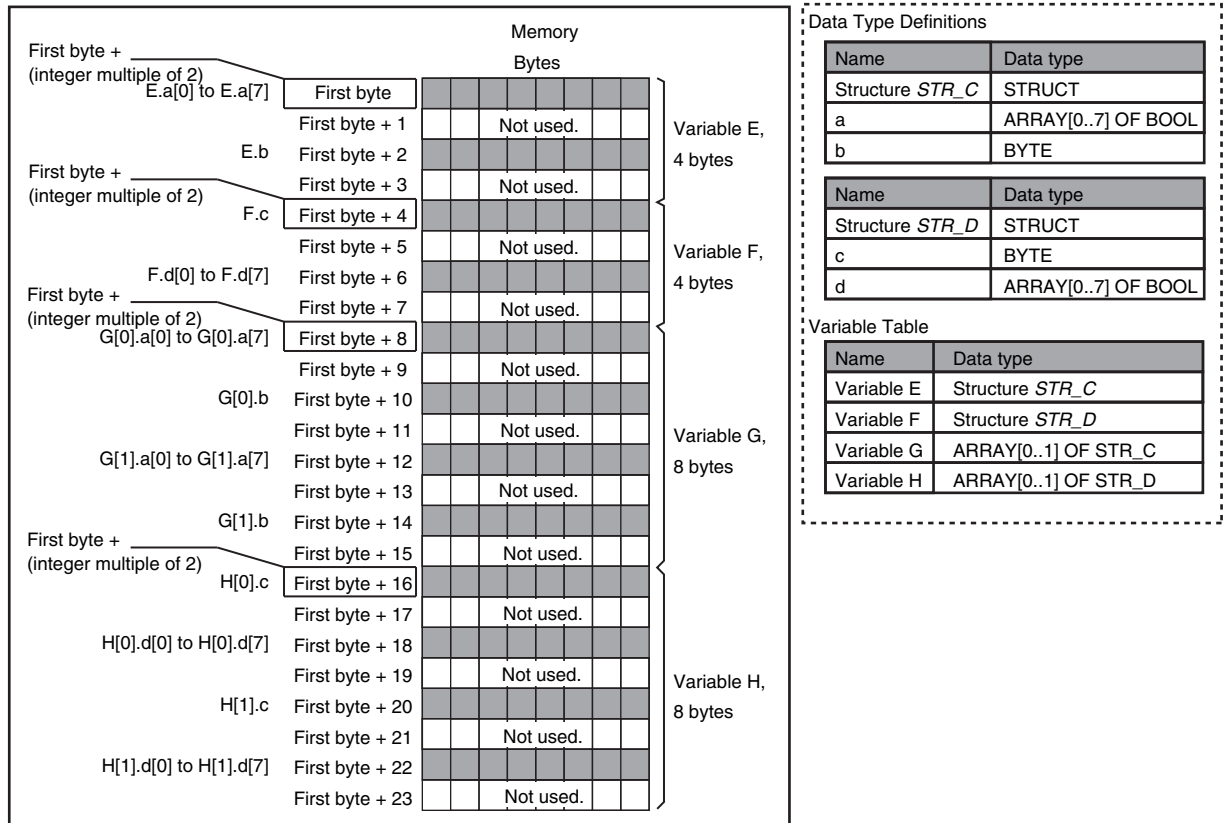 Memory
Bytes
First byte +
(integer multiple of 2)
E.a[0] to E.a[7] First byte
First byte + 1 Not used.
E.b First byte + 2
First byte + 3 Not used.
Variable E,
4 bytes
First byte +
(integer multiple of 2)
F.c First byte + 4
First byte + 5 Not used.
F.d[0] to F.d[7] First byte + 6
First byte + 7 Not used.
Variable F,
4 bytes
First byte +
(integer multiple of 2)
G[0].a[0] to G[0].a[7] First byte + 8
First byte + 9 Not used.
G[0].b First byte + 10
First byte + 11 Not used.
G[1].a[0] to G[1].a[7] First byte + 12
First byte + 13 Not used.
G[1].b First byte + 14
First byte + 15 Not used.
Variable G,
8 bytes
First byte +
(integer multiple of 2)
H[0].c First byte + 16
First byte + 17 Not used.
H[0].d[0] to H[0].d[7] First byte + 18
First byte + 19 Not used.
H[1].c First byte + 20
First byte + 21 Not used.
H[1].d[0] to H[1].d[7] First byte + 22
First byte + 23 Not used.
Variable H,
8 bytes
Data Type Definitions
Name Data type
Structure STR_C STRUCT
a ARRAY[0..7] OF BOOL
b BYTE
Name Data type
Structure STR_D STRUCT
c BYTE
d ARRAY[0..7] OF BOOL
Variable Table
Name Data type
Variable E Structure STR_C
Variable F Structure STR_D
Variable G ARRAY[0..1] OF STR_C
Variable H ARRAY[0..1] OF STR_D